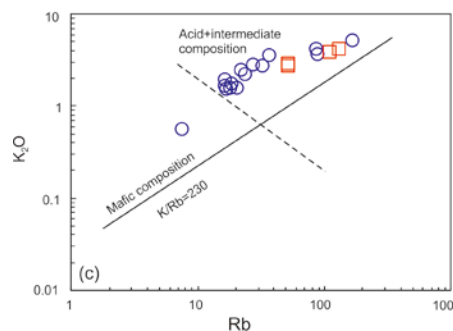 (c)
Acid+intermediate
composition
K₂O
10
1
0.1
0.01
Mafic composition
K/Rb=230
1
10
100
1000
Rb